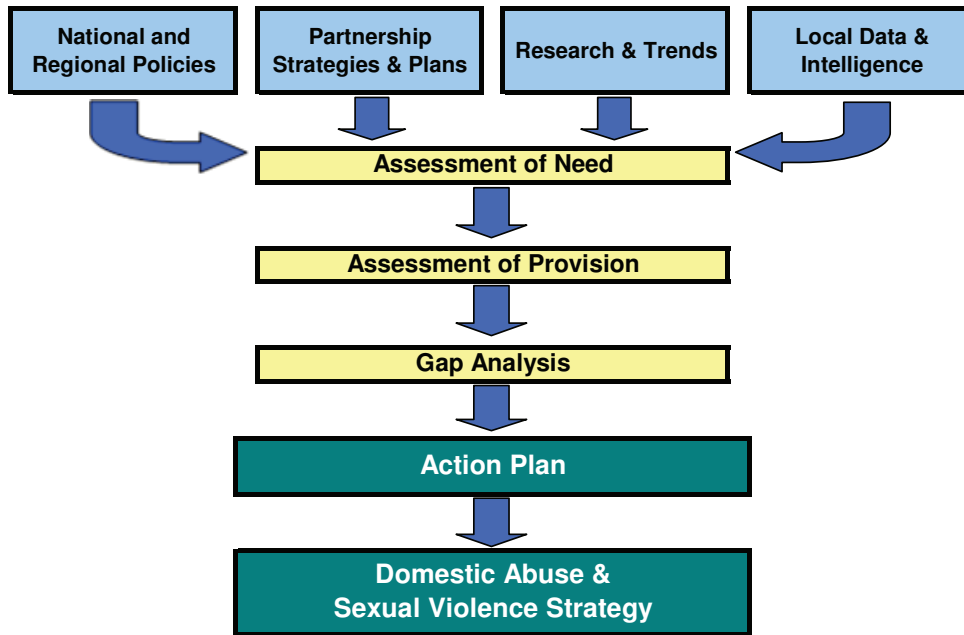 National and
Regional Policies
Partnership
Strategies & Plans
Research & Trends
Local Data &
Intelligence
Assessment of Need
Assessment of Provision
Gap Analysis
Action Plan
Domestic Abuse &
Sexual Violence Strategy